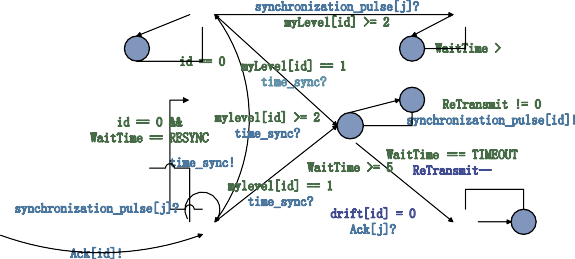 synchronization_pulse[j]?
myLevel[id] >= 2
WaitTime >
id == 0
myLevel[id] == 1
time_sync?
ReTransmit != 0
synchronization_pulse[id]!
id == 0 &&
WaitTime == RESYNC
mylevel[id] >= 2
time_sync?
WaitTime == TIMEOUT
ReTransmit--
time_sync!
WaitTime >= 5
mylevel[id] == 1
time_sync?
synchronization_pulse[j]?
drift[id] = 0
Ack[j]?
Ack[id]!